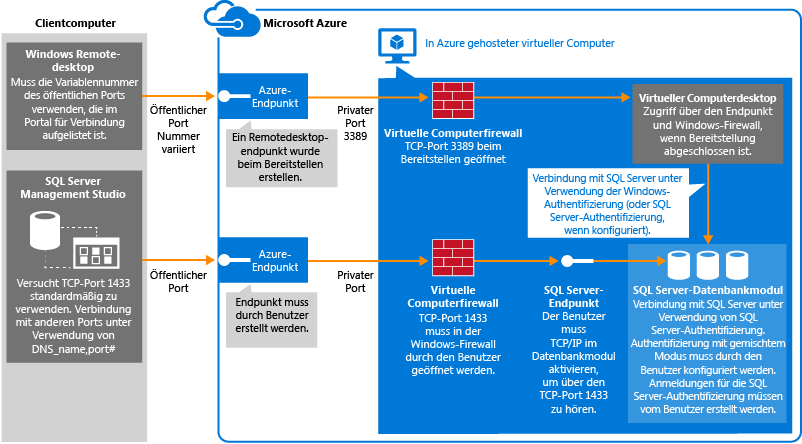 Clientcomputer
Microsoft Azure
In Azure gehosteter virtueller Computer
Windows Remote-
desktop
Muss die Variablennummer
des öffentlichen Ports
verwenden, die im
Portal für Verbindung
aufgelistet ist.
Öffentlicher
Port
Nummer
variiert
Azure-
Endpunkt
Ein Remotedesktop-
endpunkt wurde
beim Bereitstellen
erstellen.
Privater
Port
3389
Virtuelle Computerfirewall
TCP-Port 3389 beim
Bereitstellen geöffnet
Virtueller Computerdesktop
Zugriff über den Endpunkt
und Windows-Firewall,
wenn Bereitstellung
abgeschlossen ist.
Verbindung mit SQL Server unter
Verwendung der Windows-
Authentifizierung (oder SQL
Server-Authentifizierung,
wenn konfiguriert).
SQL Server
Management Studio
Versucht TCP-Port 1433
standardmäßig zu
verwenden. Verbindung
mit anderen Ports unter
Verwendung von
DNS_name,port#
Öffentlicher
Port
Azure-
Endpunkt
Endpunkt muss
durch Benutzer
erstellt werden.
Privater
Port
Virtuelle
Computerfirewall
TCP-Port 1433
muss in der
Windows-Firewall
durch den Benutzer
geöffnet werden.
SQL Server-
Endpunkt
Der Benutzer
muss
TCP/IP im
Datenbankmodul
aktivieren,
um über den
TCP-Port 1433
zu hören.
SQL Server-Datenbankmodul
Verbindung mit SQL Server unter
Verwendung von SQL
Server-Authentifizierung.
Authentifizierung mit gemischtem
Modus muss durch den
Benutzer konfiguriert werden.
Anmeldungen für die SQL
Server-Authentifizierung müssen
vom Benutzer erstellt werden.